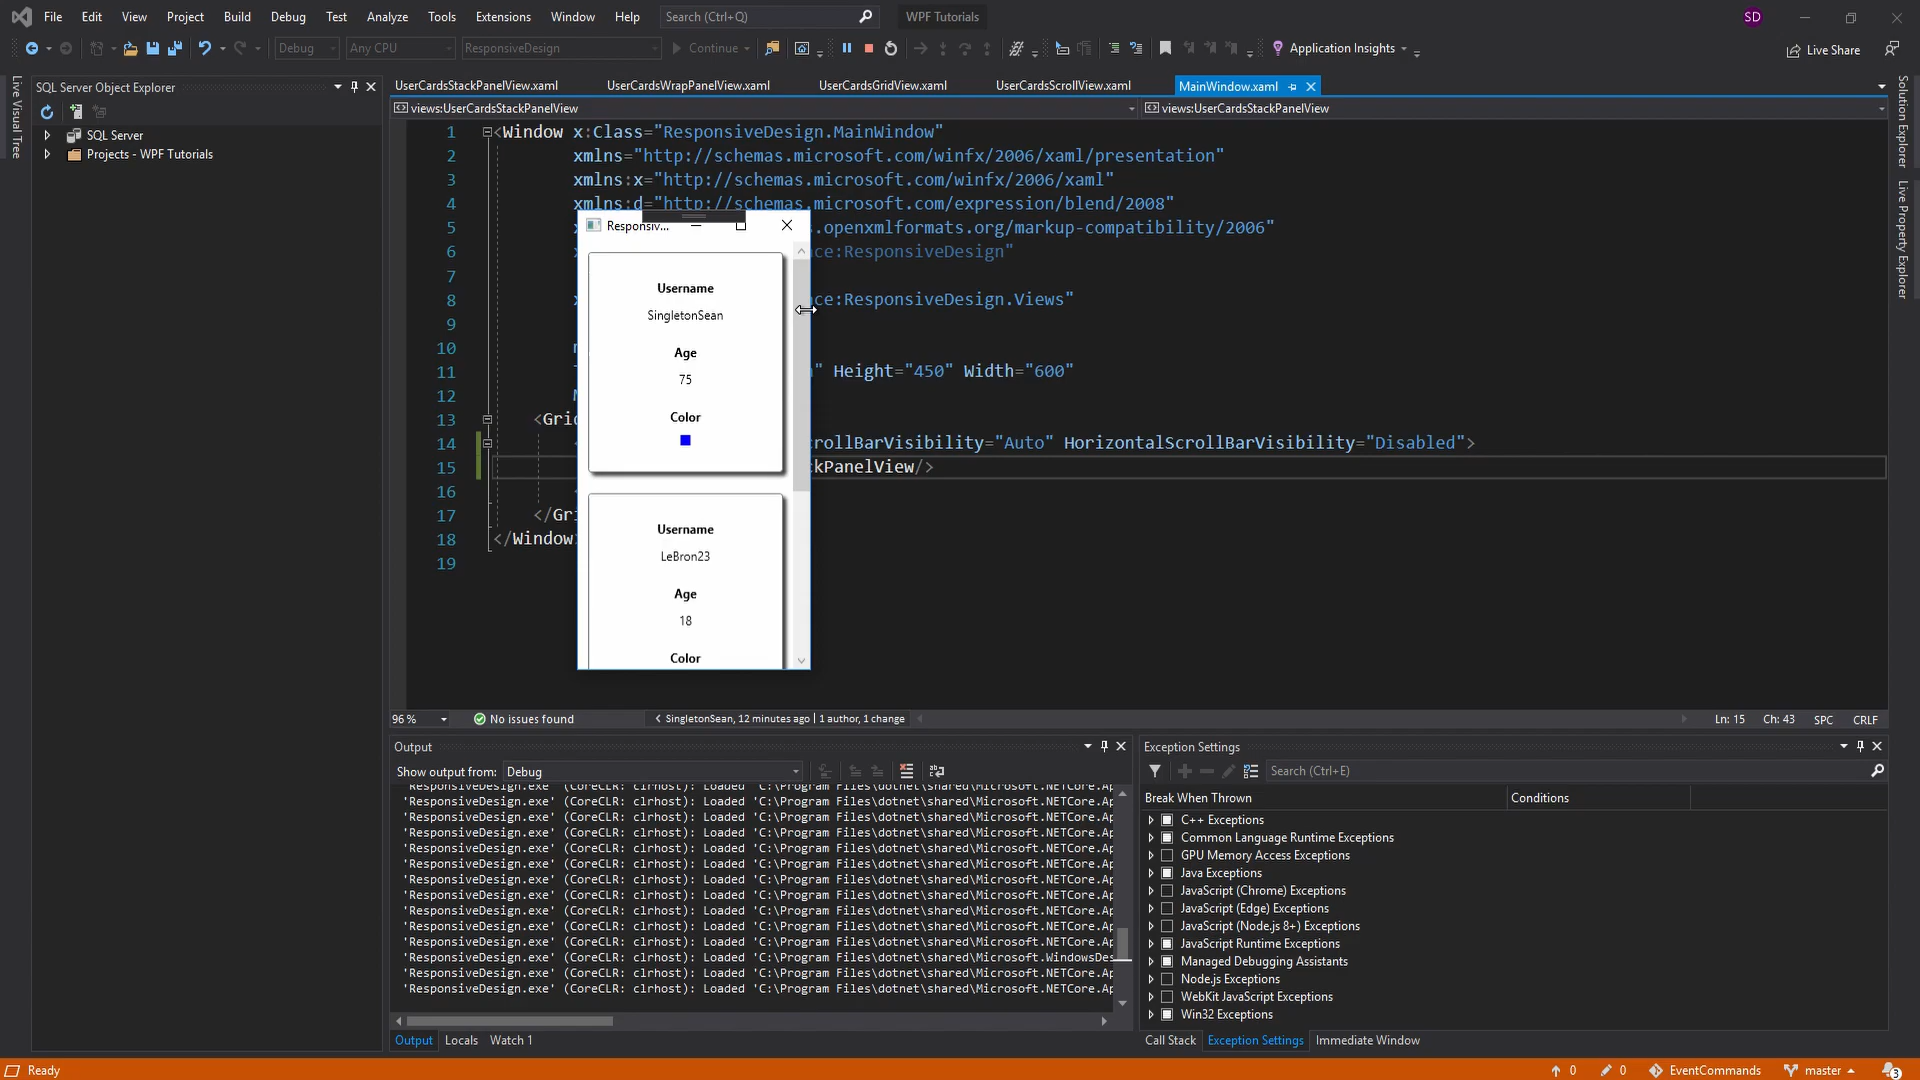 File Edit View Project Build Debug Test Analyze Tools Extensions Window Help Search (Ctrl+Q) WPF Tutorials SD
Debug Any CPU ResponsiveDesign Continue Application Insights Live Share
Live Visual Tree
SQL Server Object Explorer
SQL Server
Projects - WPF Tutorials
UserCardsStackPanelView.xaml UserCardsWrapPanelView.xaml UserCardsGridView.xaml UserCardsScrollView.xaml MainWindow.xaml
views:UserCardsStackPanelView views:UserCardsStackPanelView
1 <Window x:Class="ResponsiveDesign.MainWindow"
2 xmlns="http://schemas.microsoft.com/winfx/2006/xaml/presentation"
3 xmlns:x="http://schemas.microsoft.com/winfx/2006/xaml"
4 xmlns:d="http://schemas.microsoft.com/expression/blend/2008"
5 .openxmlformats.org/markup-compatibility/2006"
6 ace:ResponsiveDesign"
7
8 ace:ResponsiveDesign.Views"
9
10
11 " Height="450" Width="600"
12
13 <Grid
14 crollBarVisibility="Auto" HorizontalScrollBarVisibility="Disabled">
15 ckPanelView/>
16
17 </Gri
18 </Window>
19
Responsiv...
Username
SingletonSean
Age
75
Color
Username
LeBron23
Age
18
Color
96 % No issues found SingletonSean, 12 minutes ago | 1 author, 1 change Ln: 15 Ch: 43 SPC CRLF
Output
Show output from: Debug
'ResponsiveDesign.exe' (CoreCLR: clrhost): Loaded 'C:\Program Files\dotnet\shared\Microsoft.NETCore.Ap
'ResponsiveDesign.exe' (CoreCLR: clrhost): Loaded 'C:\Program Files\dotnet\shared\Microsoft.NETCore.Ap
'ResponsiveDesign.exe' (CoreCLR: clrhost): Loaded 'C:\Program Files\dotnet\shared\Microsoft.NETCore.Ap
'ResponsiveDesign.exe' (CoreCLR: clrhost): Loaded 'C:\Program Files\dotnet\shared\Microsoft.NETCore.Ap
'ResponsiveDesign.exe' (CoreCLR: clrhost): Loaded 'C:\Program Files\dotnet\shared\Microsoft.NETCore.Ap
'ResponsiveDesign.exe' (CoreCLR: clrhost): Loaded 'C:\Program Files\dotnet\shared\Microsoft.NETCore.Ap
'ResponsiveDesign.exe' (CoreCLR: clrhost): Loaded 'C:\Program Files\dotnet\shared\Microsoft.NETCore.Ap
'ResponsiveDesign.exe' (CoreCLR: clrhost): Loaded 'C:\Program Files\dotnet\shared\Microsoft.NETCore.Ap
'ResponsiveDesign.exe' (CoreCLR: clrhost): Loaded 'C:\Program Files\dotnet\shared\Microsoft.NETCore.Ap
'ResponsiveDesign.exe' (CoreCLR: clrhost): Loaded 'C:\Program Files\dotnet\shared\Microsoft.NETCore.Ap
'ResponsiveDesign.exe' (CoreCLR: clrhost): Loaded 'C:\Program Files\dotnet\shared\Microsoft.NETCore.Ap
'ResponsiveDesign.exe' (CoreCLR: clrhost): Loaded 'C:\Program Files\dotnet\shared\Microsoft.WindowsDes
'ResponsiveDesign.exe' (CoreCLR: clrhost): Loaded 'C:\Program Files\dotnet\shared\Microsoft.NETCore.Ap
'ResponsiveDesign.exe' (CoreCLR: clrhost): Loaded 'C:\Program Files\dotnet\shared\Microsoft.NETCore.Ap
Output Locals Watch 1
Exception Settings
Search (Ctrl+E)
Break When Thrown Conditions
C++ Exceptions
Common Language Runtime Exceptions
GPU Memory Access Exceptions
Java Exceptions
JavaScript (Chrome) Exceptions
JavaScript (Edge) Exceptions
JavaScript (Node.js 8+) Exceptions
JavaScript Runtime Exceptions
Managed Debugging Assistants
Node.js Exceptions
WebKit JavaScript Exceptions
Win32 Exceptions
Call Stack Exception Settings Immediate Window
Solution Explorer
Live Property Explorer
Ready 0 0 EventCommands master 3